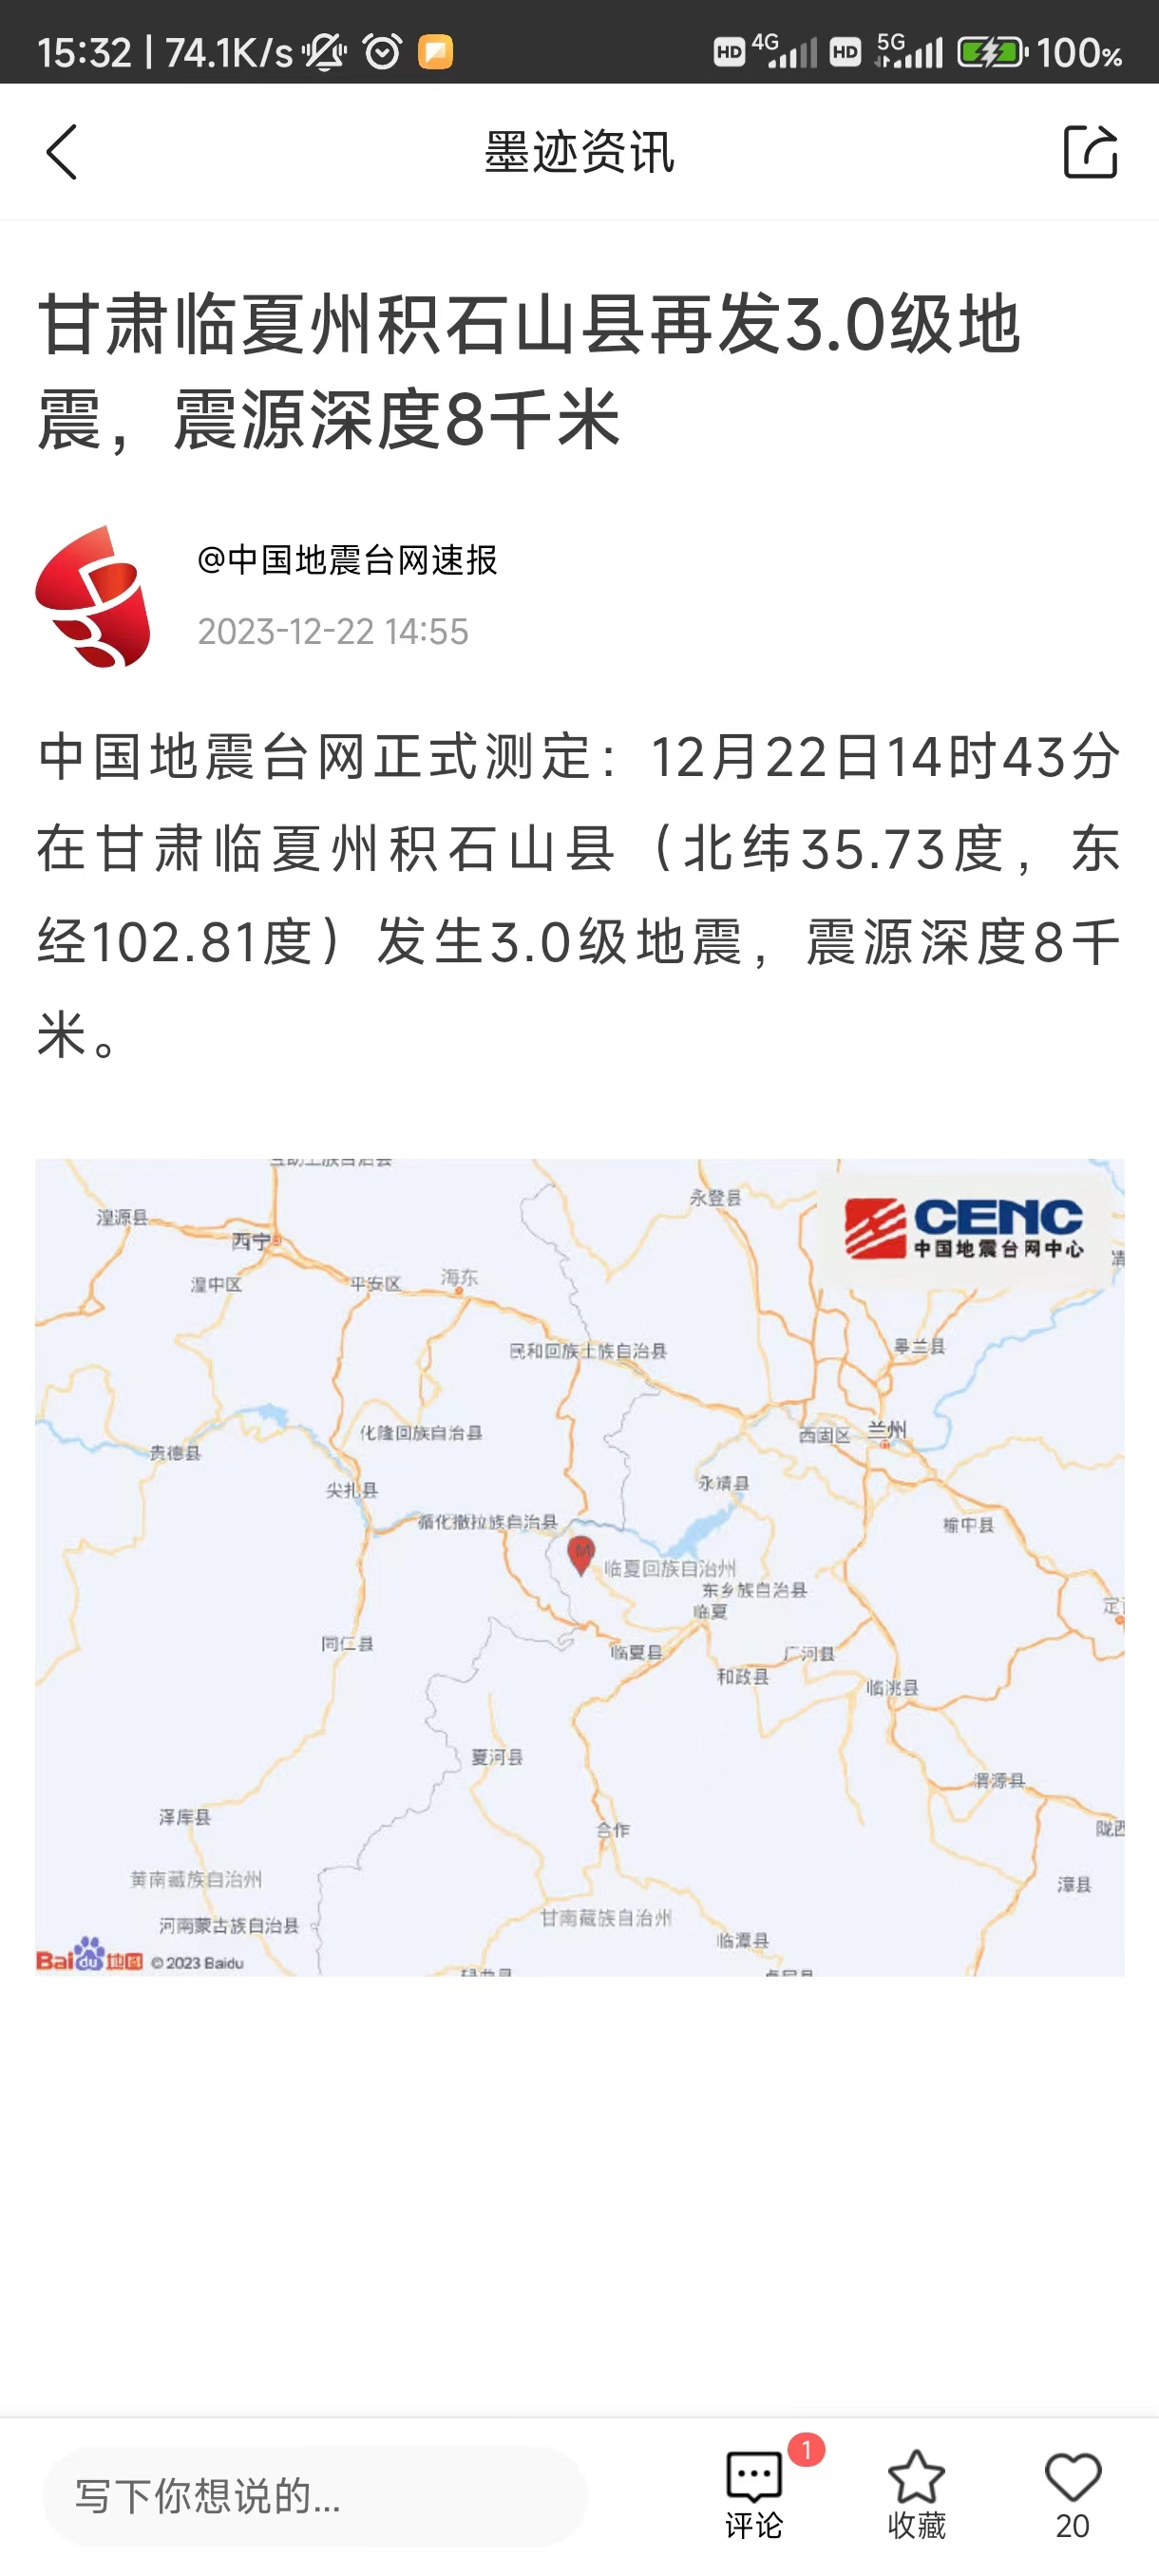 15:32 | 74.1K/s HD 4G HD 5G 100%
墨迹资讯
甘肃临夏州积石山县再发3.0级地
震，震源深度8千米
@中国地震台网速报
2023-12-22 14:55
中国地震台网正式测定：12月22日14时43分
在甘肃临夏州积石山县（北纬35.73度，东
经102.81度）发生3.0级地震，震源深度8千
米。
互助土族自治县
永登县
CENC
中国地震台网中心
湟源县
西宁
湟中区
平安区
海东
民和回族土族自治县
皋兰县
化隆回族自治县
西固区
兰州
贵德县
尖扎县
永靖县
循化撒拉族自治县
榆中县
M
临夏回族自治州
东乡族自治县
临夏
同仁县
临夏县
广河县
和政县
临洮县
夏河县
渭源县
泽库县
合作
陇西
黄南藏族自治州
漳县
河南蒙古族自治县
甘南藏族自治州
临潭县
Bai du 地图 © 2023 Baidu
写下你想说的...
1
评论
收藏
20